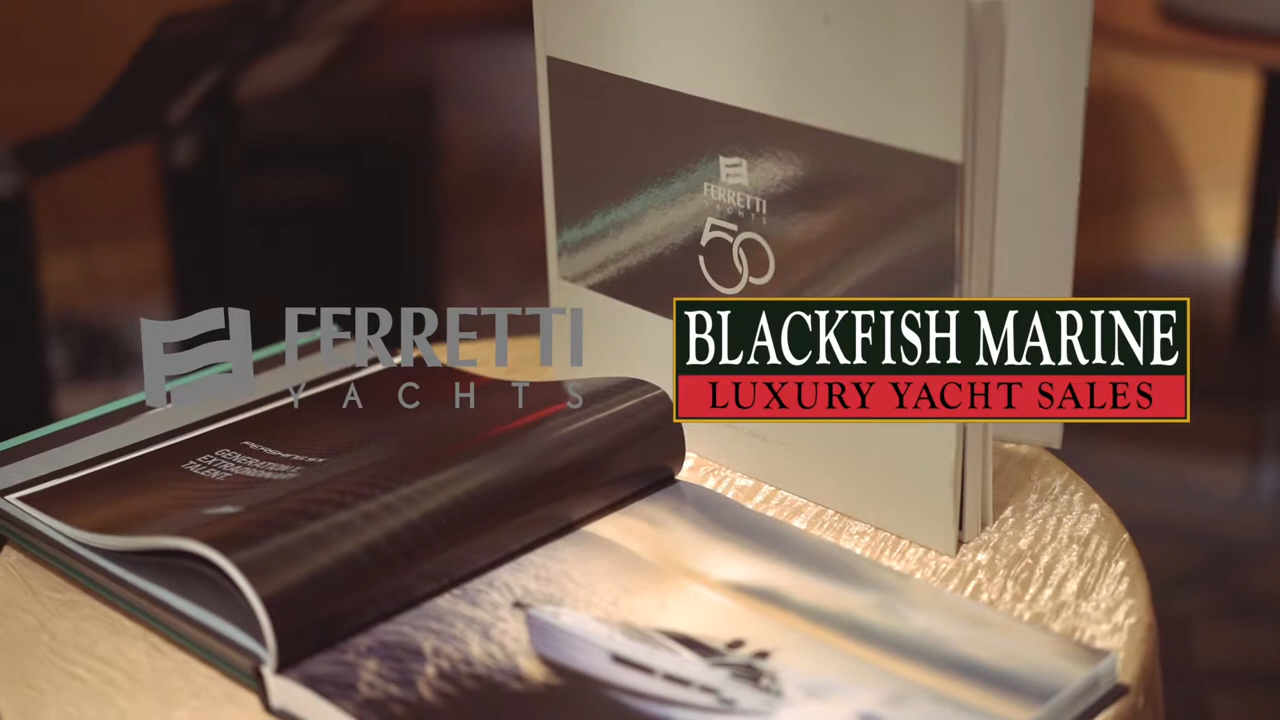 FERRETTI
YACHTS
50
FERRETTI
YACHTS
BLACKFISH MARINE
LUXURY YACHT SALES
GENERATION
EXTRAORDINARY
TALENT.